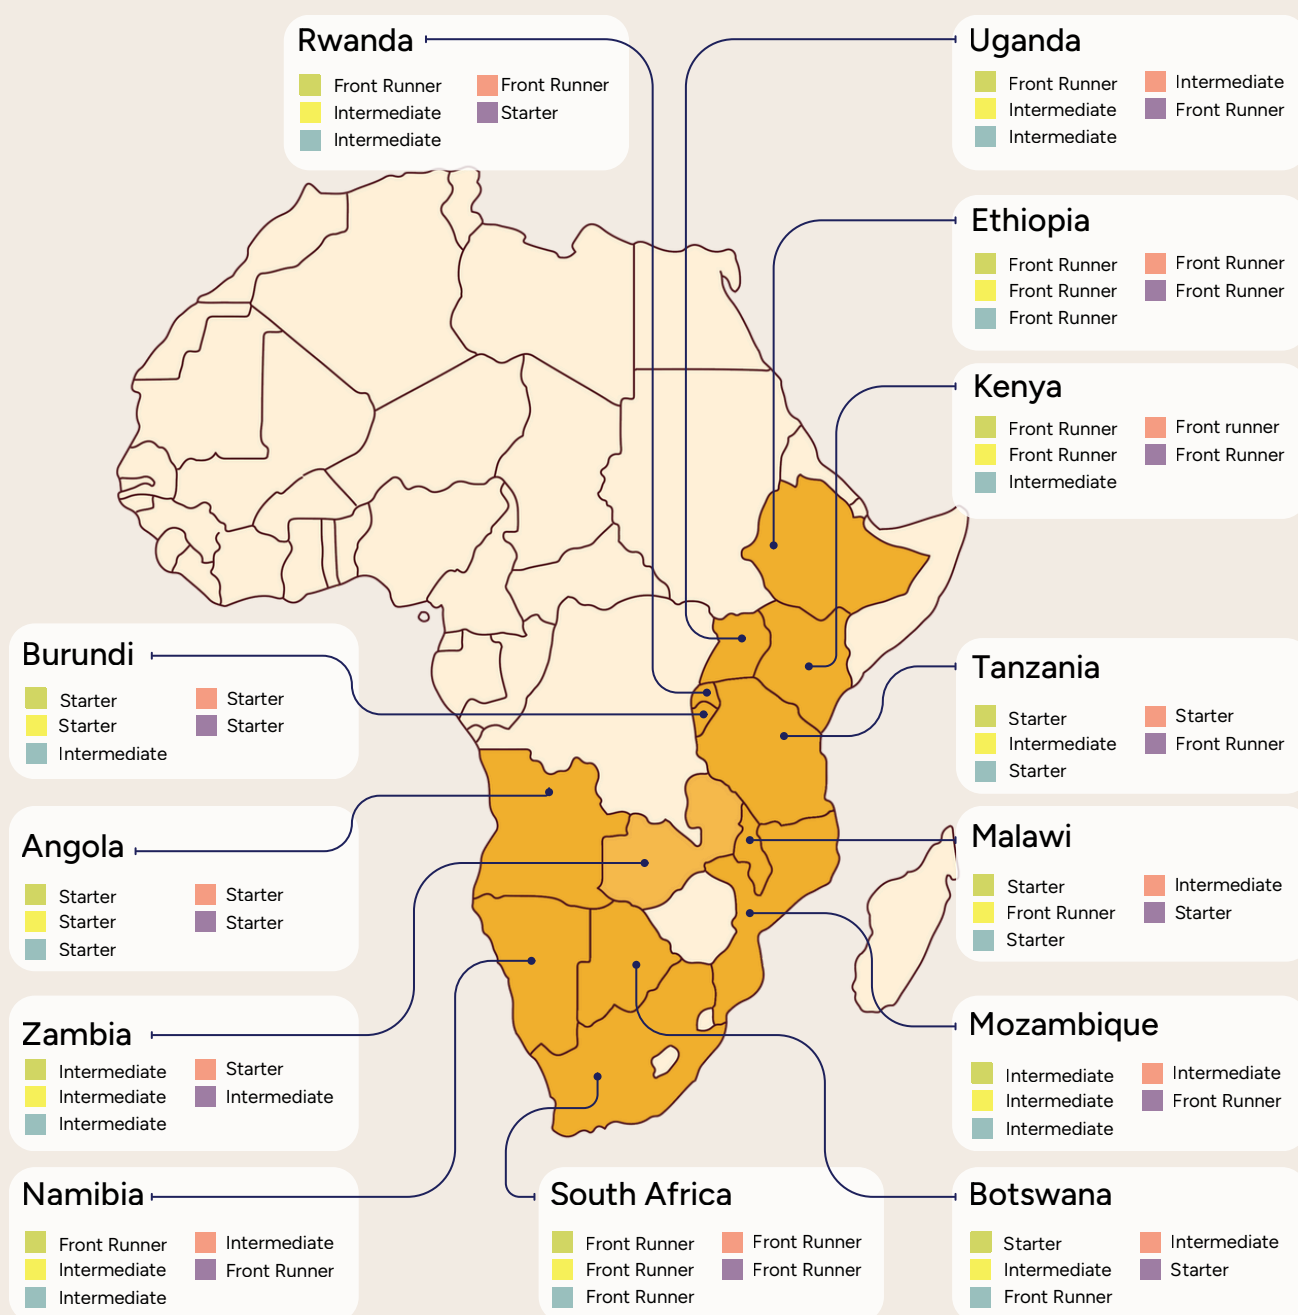 Rwanda
Front Runner
Intermediate
Intermediate
Front Runner
Starter
Uganda
Front Runner
Intermediate
Intermediate
Intermediate
Front Runner
Ethiopia
Front Runner
Front Runner
Front Runner
Front Runner
Front Runner
Kenya
Front Runner
Front Runner
Intermediate
Front runner
Front Runner
Burundi
Starter
Starter
Intermediate
Starter
Starter
Tanzania
Starter
Intermediate
Starter
Starter
Front Runner
Angola
Starter
Starter
Starter
Starter
Starter
Malawi
Starter
Front Runner
Starter
Intermediate
Starter
Zambia
Intermediate
Intermediate
Intermediate
Starter
Intermediate
Mozambique
Intermediate
Intermediate
Intermediate
Intermediate
Front Runner
Namibia
Front Runner
Intermediate
Intermediate
Intermediate
Front Runner
South Africa
Front Runner
Front Runner
Front Runner
Front Runner
Front Runner
Botswana
Starter
Intermediate
Front Runner
Intermediate
Starter